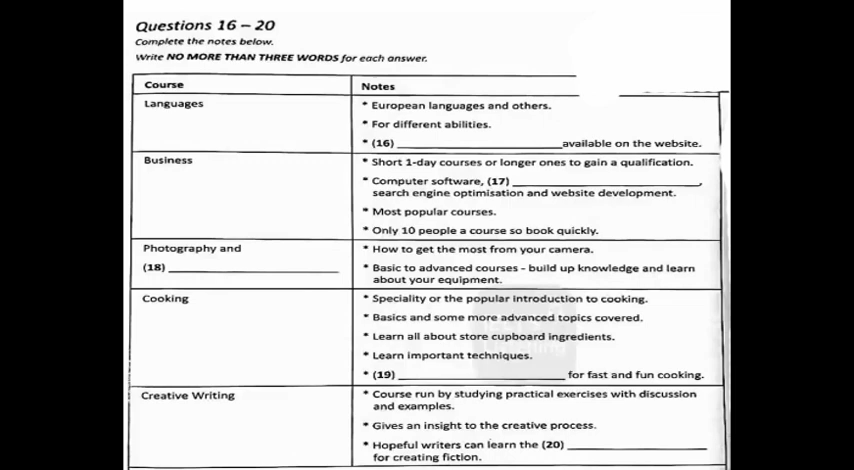 Questions 16 – 20
Complete the notes below.
Write NO MORE THAN THREE WORDS for each answer.
Course Notes
Languages * European languages and others.
* For different abilities.
* (16) ____________________ available on the website.
Business * Short 1-day courses or longer ones to gain a qualification.
* Computer software, (17) ____________________,
search engine optimisation and website development.
* Most popular courses.
* Only 10 people a course so book quickly.
Photography and * How to get the most from your camera.
(18) ____________________ * Basic to advanced courses - build up knowledge and learn
about your equipment.
Cooking * Speciality or the popular introduction to cooking.
* Basics and some more advanced topics covered.
* Learn all about store cupboard ingredients.
* Learn important techniques.
* (19) ____________________ for fast and fun cooking.
Creative Writing * Course run by studying practical exercises with discussion
and examples.
* Gives an insight to the creative process.
* Hopeful writers can learn the (20) ____________________
for creating fiction.